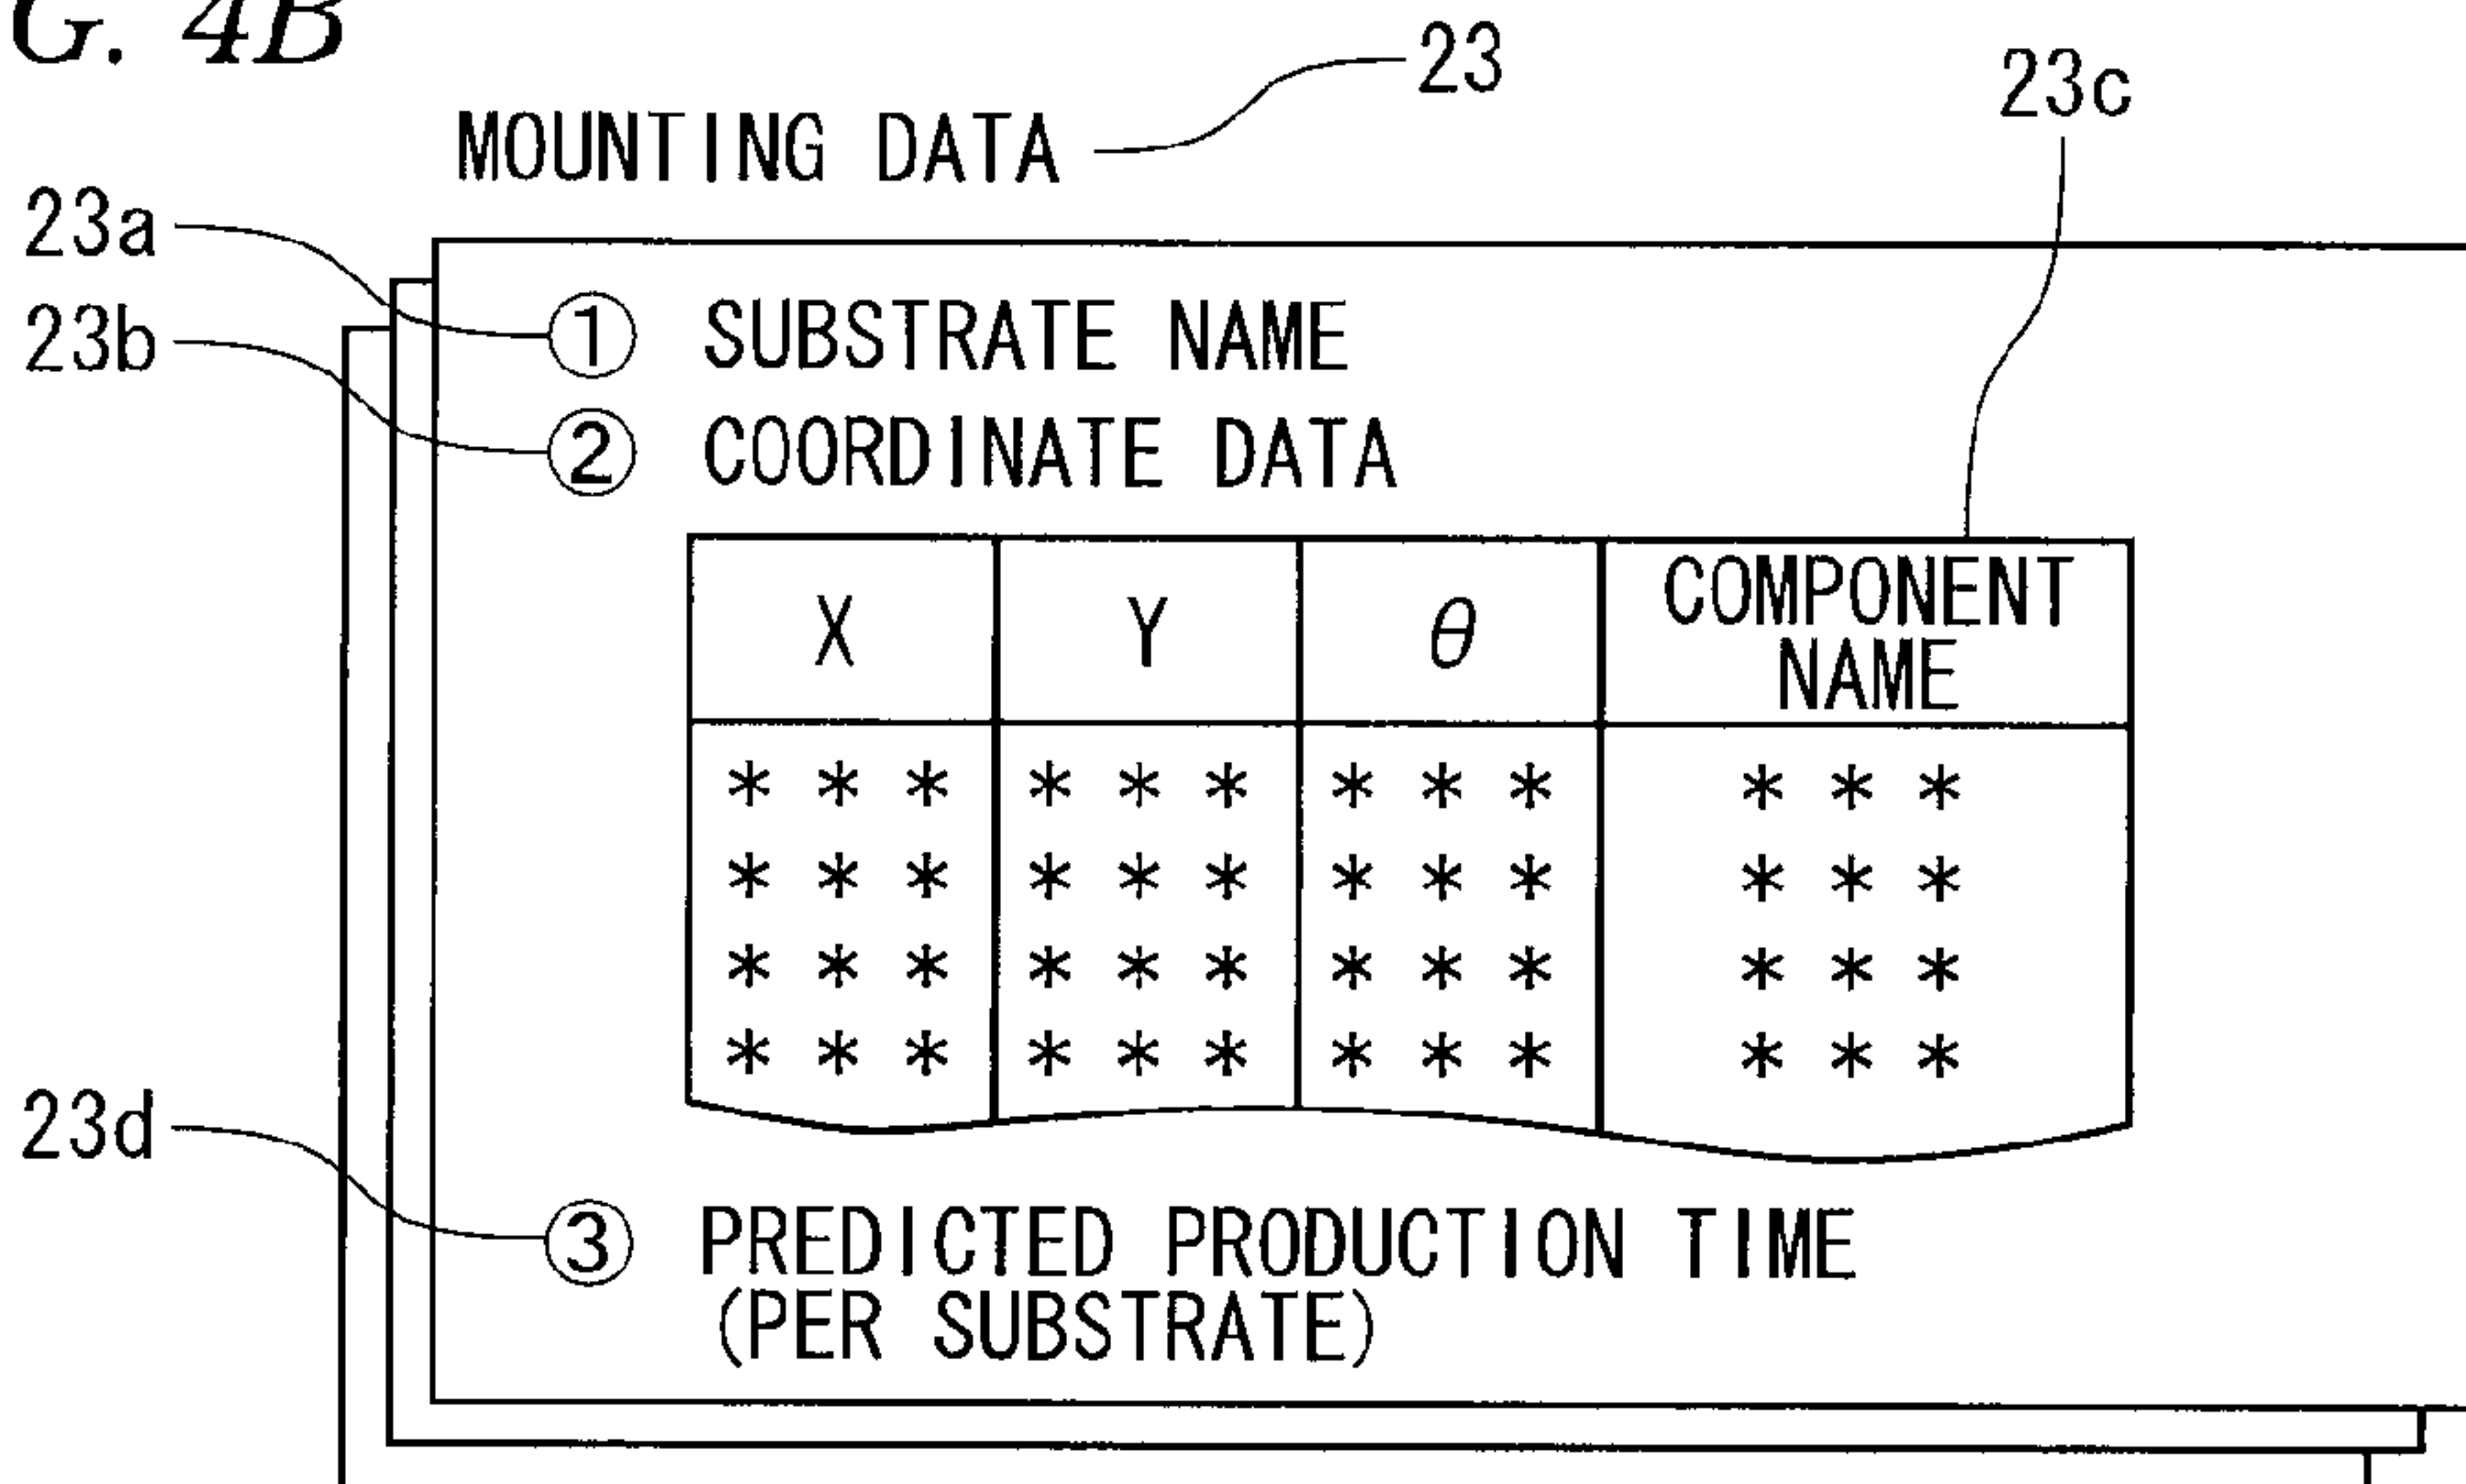 G. 4B
23
23c
MOUNTING DATA
23a
① SUBSTRATE NAME
23b
② COORDINATE DATA
X Y θ COMPONENT NAME
* * * * * * * * * * * *
* * * * * * * * * * * *
* * * * * * * * * * * *
* * * * * * * * * * * *
23d
③ PREDICTED PRODUCTION TIME
(PER SUBSTRATE)